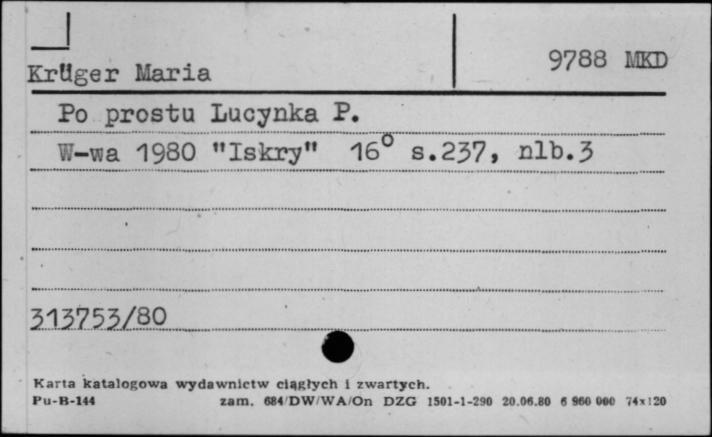 9788 MKD
Krüger Maria
Po prostu Lucynka P.
W-wa 1980 "Iskry" 16° s.237, nlb.3
313753/80
Karta katalogowa wydawnictw ciągłych i zwartych.
Pu-B-144 zam. 684/DW/WA/On DZG 1501-1-290 20.06.80 6 960 000 74x120